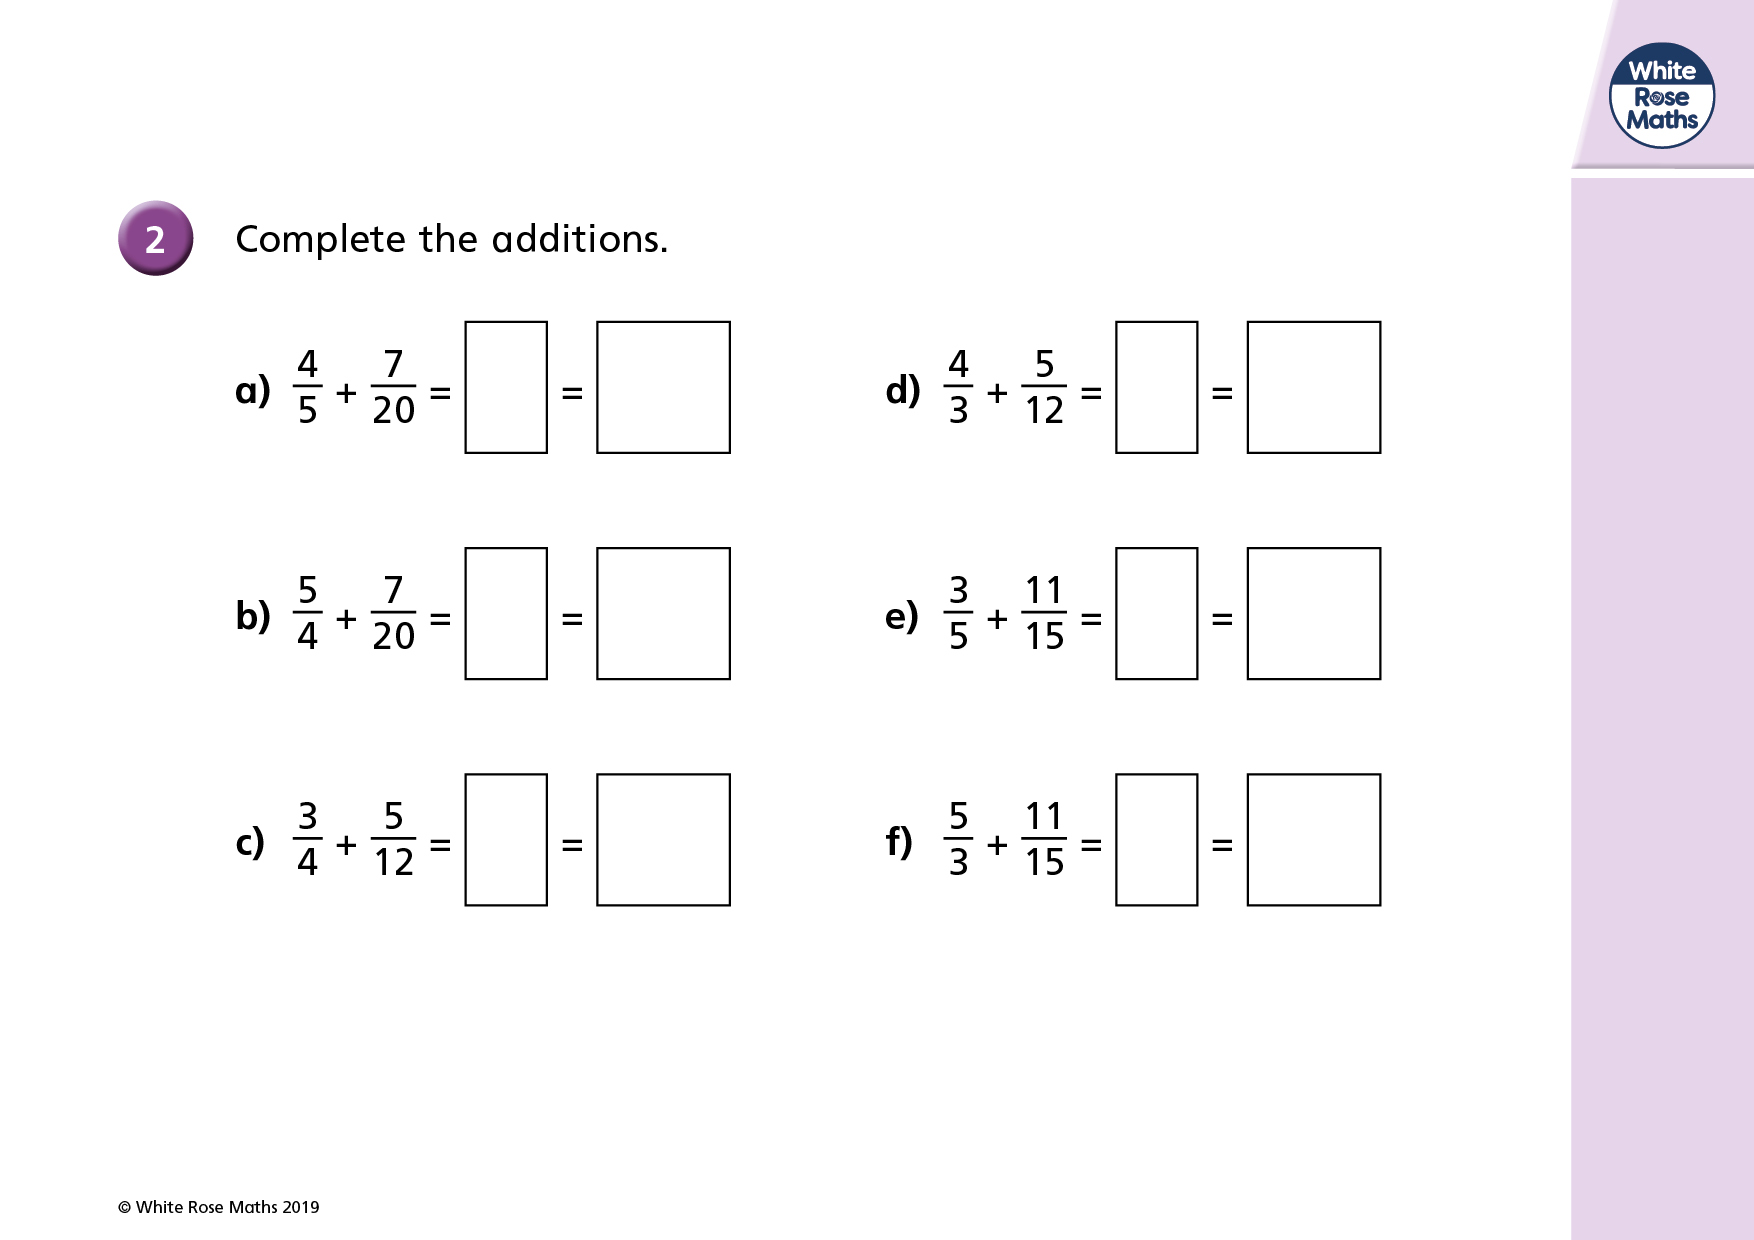 White
Rose
Maths
2 Complete the additions.
a) 4/5 + 7/20 = =
b) 5/4 + 7/20 = =
c) 3/4 + 5/12 = =
d) 4/3 + 5/12 = =
e) 3/5 + 11/15 = =
f) 5/3 + 11/15 = =
© White Rose Maths 2019